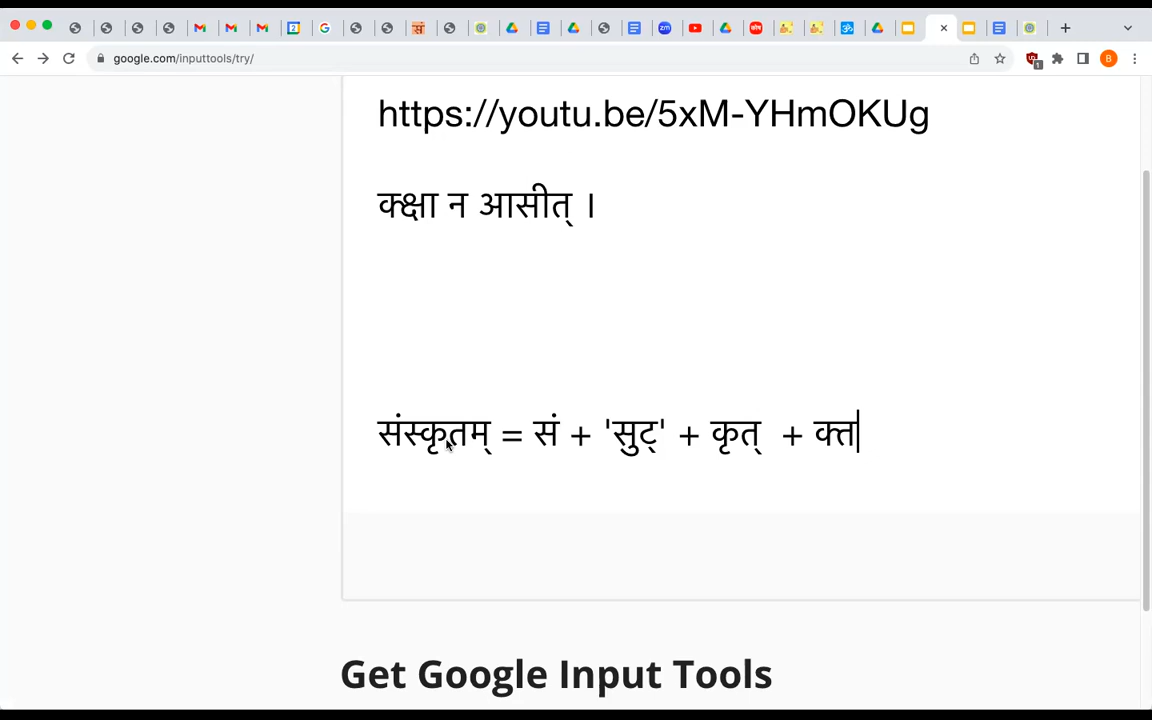 google.com/inputtools/try/
https://youtu.be/5xM-YHmOKUg
क्क्षा न आसीत् ।
संस्कृतम् = सं + 'सुट्' + कृत् + क्त
Get Google Input Tools